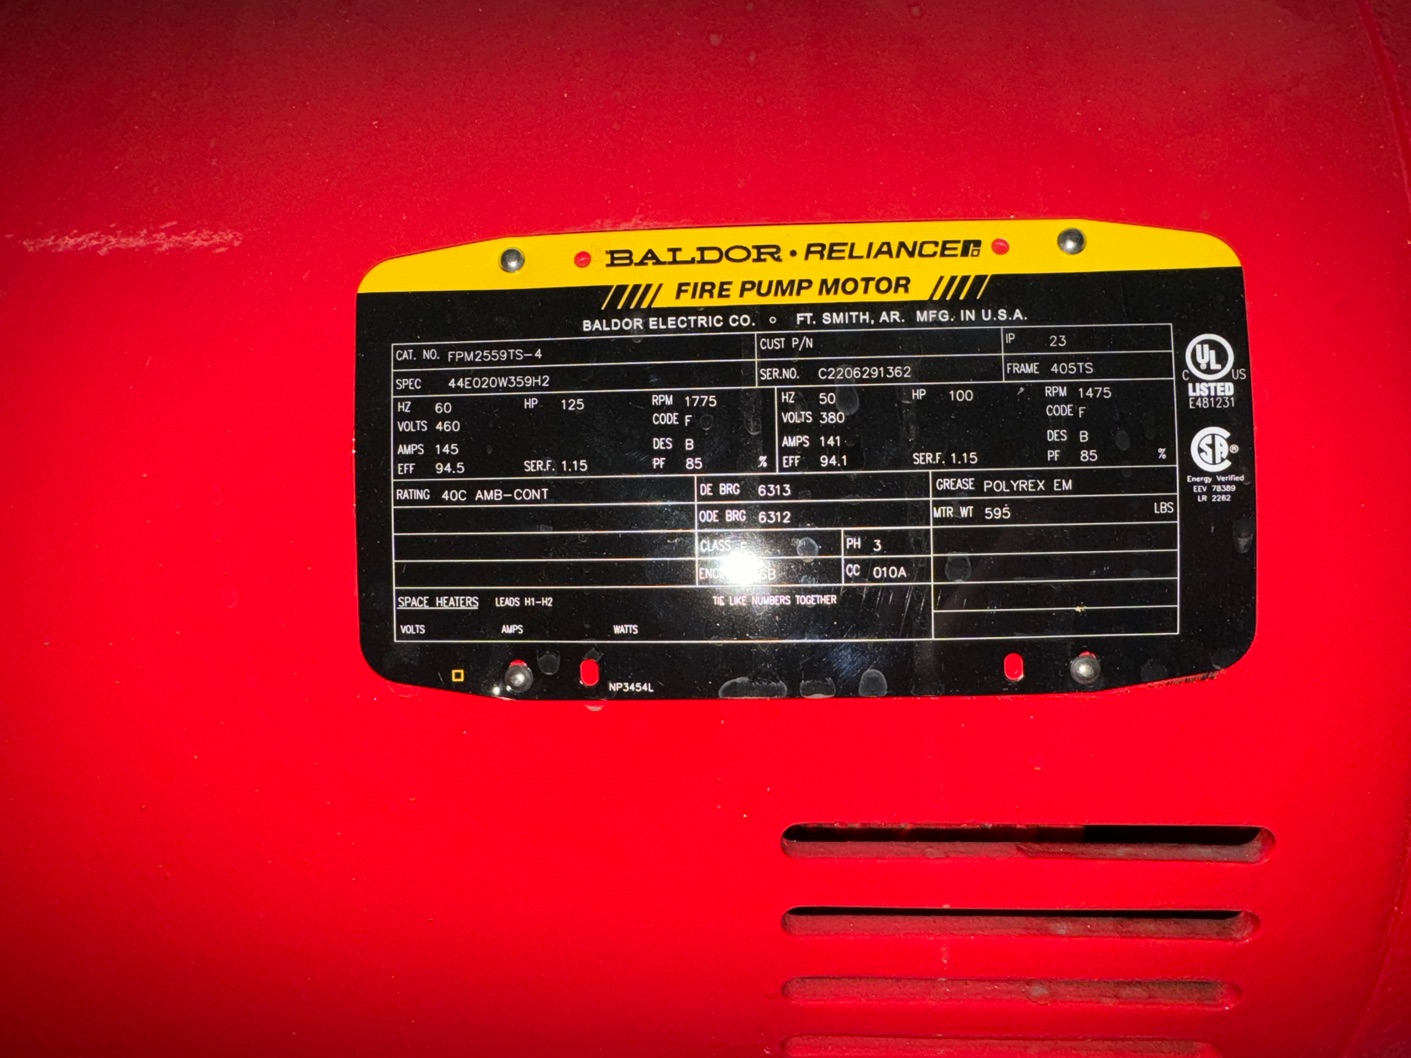 BALDOR • RELIANCE
FIRE PUMP MOTOR
BALDOR ELECTRIC CO. ○ FT. SMITH, AR. MFG. IN U.S.A.
CAT. NO. FPM2559TS-4 CUST P/N IP 23
SPEC 44E020W359H2 SER.NO. C2206291362 FRAME 405TS
HZ 60 HP 125 RPM 1775 HZ 50 HP 100 RPM 1475
VOLTS 460 CODE F VOLTS 380 CODE F
AMPS 145 DES B AMPS 141 DES B
EFF 94.5 SER.F. 1.15 PF 85 % EFF 94.1 SER.F. 1.15 PF 85 %
RATING 40C AMB-CONT DE BRG 6313 GREASE POLYREX EM
ODE BRG 6312 MTR WT 595 LBS
CLASS PH 3
CC 010A
SPACE HEATERS LEADS H1-H2 TIE LIKE NUMBERS TOGETHER
VOLTS AMPS WATTS
NP3454L
UL
C US
LISTED
E481231
SA®
Energy Verified
EEV 78389
LR 2262